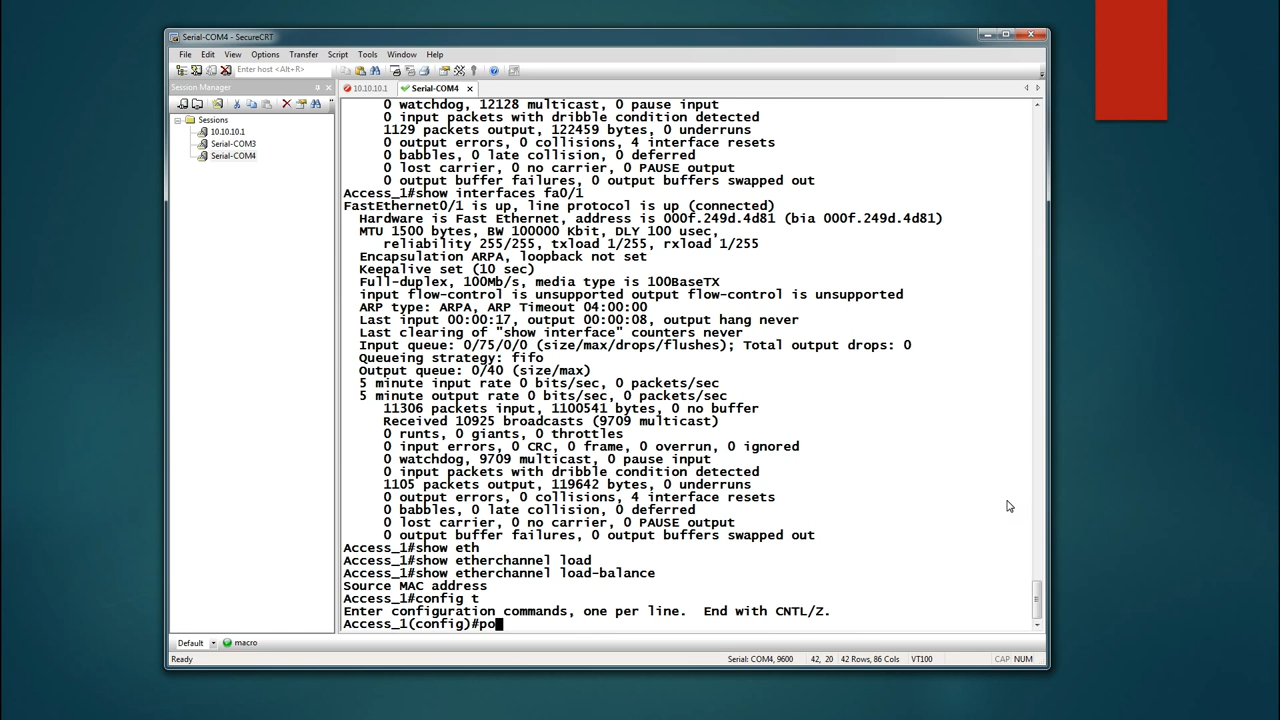 Serial-COM4 - SecureCRT
File Edit View Options Transfer Script Tools Window Help
Enter host <Alt+R>
Session Manager
10.10.10.1 Serial-COM4
Sessions
10.10.10.1
Serial-COM3
Serial-COM4
0 watchdog, 12128 multicast, 0 pause input
0 input packets with dribble condition detected
1129 packets output, 122459 bytes, 0 underruns
0 output errors, 0 collisions, 4 interface resets
0 babbles, 0 late collision, 0 deferred
0 lost carrier, 0 no carrier, 0 PAUSE output
0 output buffer failures, 0 output buffers swapped out
Access_1#show interfaces fa0/1
FastEthernet0/1 is up, line protocol is up (connected)
Hardware is Fast Ethernet, address is 000f.249d.4d81 (bia 000f.249d.4d81)
MTU 1500 bytes, BW 100000 Kbit, DLY 100 usec,
reliability 255/255, txload 1/255, rxload 1/255
Encapsulation ARPA, loopback not set
Keepalive set (10 sec)
Full-duplex, 100Mb/s, media type is 100BaseTX
input flow-control is unsupported output flow-control is unsupported
ARP type: ARPA, ARP Timeout 04:00:00
Last input 00:00:17, output 00:00:08, output hang never
Last clearing of "show interface" counters never
Input queue: 0/75/0/0 (size/max/drops/flushes); Total output drops: 0
Queueing strategy: fifo
Output queue: 0/40 (size/max)
5 minute input rate 0 bits/sec, 0 packets/sec
5 minute output rate 0 bits/sec, 0 packets/sec
11306 packets input, 1100541 bytes, 0 no buffer
Received 10925 broadcasts (9709 multicast)
0 runts, 0 giants, 0 throttles
0 input errors, 0 CRC, 0 frame, 0 overrun, 0 ignored
0 watchdog, 9709 multicast, 0 pause input
0 input packets with dribble condition detected
1105 packets output, 119642 bytes, 0 underruns
0 output errors, 0 collisions, 4 interface resets
0 babbles, 0 late collision, 0 deferred
0 lost carrier, 0 no carrier, 0 PAUSE output
0 output buffer failures, 0 output buffers swapped out
Access_1#show eth
Access_1#show etherchannel load
Access_1#show etherchannel load-balance
Source MAC address
Access_1#config t
Enter configuration commands, one per line.  End with CNTL/Z.
Access_1(config)#po
Default macro
Ready Serial: COM4, 9600 42, 20 42 Rows, 86 Cols VT100 CAP NUM